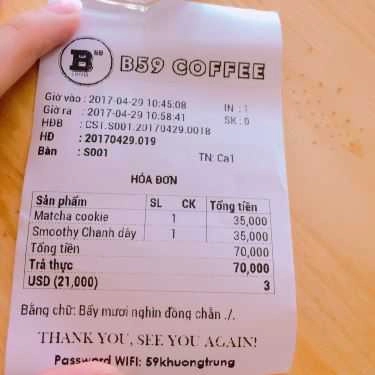 B59 COFFEE
Giờ vào : 2017-04-29 10:45:08 IN : 1
Giờ ra : 2017-04-29 10:58:41 SK : 0
HĐB : CS1.S001.20170429.0018
HĐ : 20170429.019
Bàn : S001 TN: Ca1
HÓA ĐƠN
Sản phẩm SL CK Tổng tiền
Matcha cookie 1 35,000
Smoothy Chanh dây 1 35,000
Tổng tiền 70,000
Trả thực 70,000
USD (21,000) 3
Bằng chữ: Bẩy mươi nghìn đồng chẵn ./.
THANK YOU, SEE YOU AGAIN!
Password WIFI: 59khuongtrung